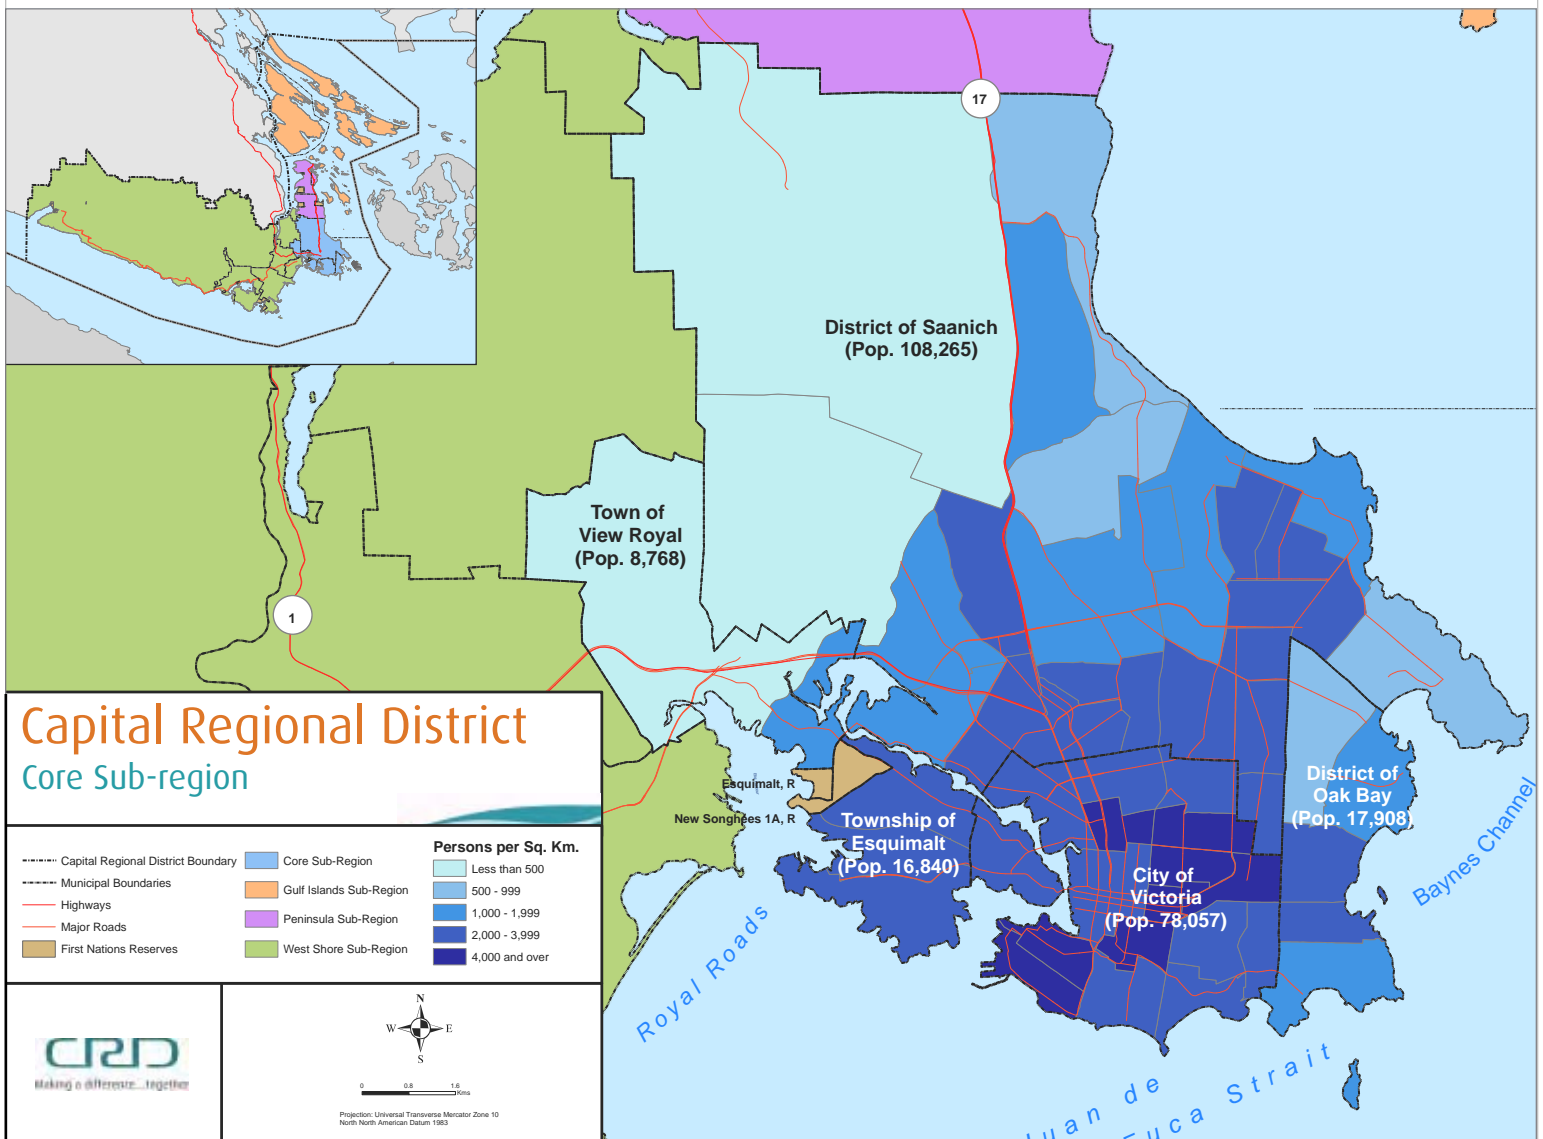 17
District of Saanich
(Pop. 108,265)
Town of
View Royal
(Pop. 8,768)
1
Capital Regional District
Core Sub-region
Esquimalt, R
New Songhees 1A, R
Township of
Esquimalt
(Pop. 16,840)
District of
Oak Bay
(Pop. 17,908)
City of
Victoria
(Pop. 78,057)
Baynes Channel
Royal Roads
Juan de
Fuca Strait
Capital Regional District Boundary
Municipal Boundaries
Highways
Major Roads
First Nations Reserves
Core Sub-Region
Gulf Islands Sub-Region
Peninsula Sub-Region
West Shore Sub-Region
Persons per Sq. Km.
Less than 500
500 - 999
1,000 - 1,999
2,000 - 3,999
4,000 and over
CRD
Making a difference...together
N
W E
S
0 0.8 1.6
Kms
Projection: Universal Transverse Mercator Zone 10
North North American Datum 1983